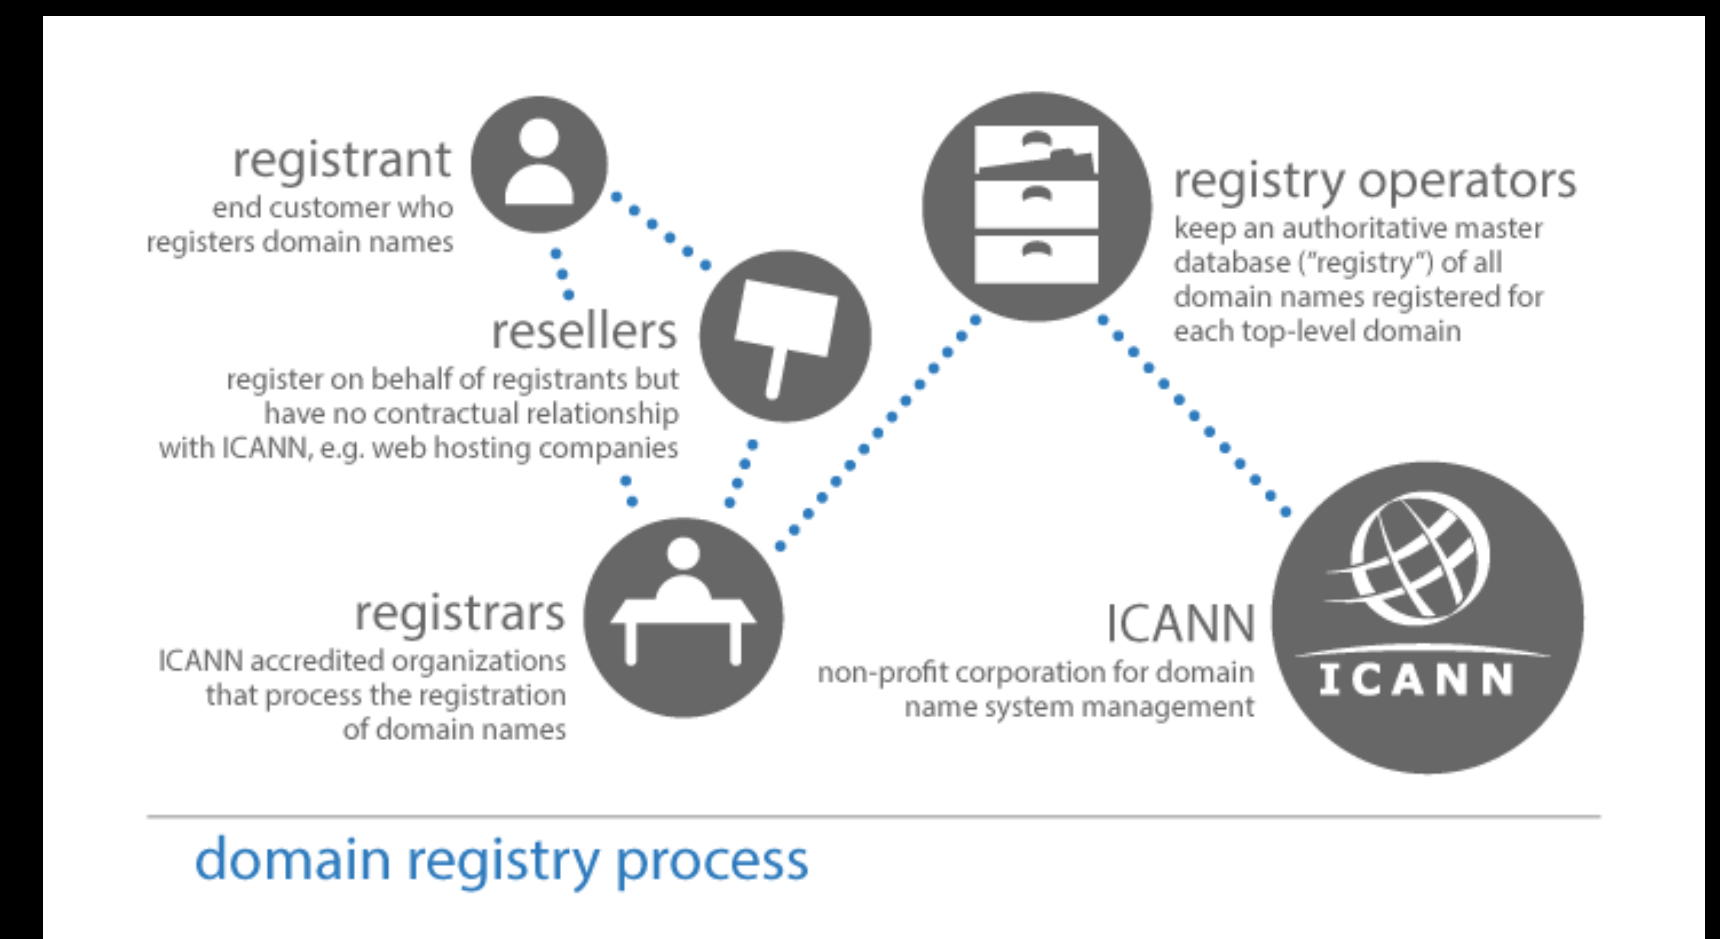 registrant
end customer who
registers domain names
resellers
register on behalf of registrants but
have no contractual relationship
with ICANN, e.g. web hosting companies
registrars
ICANN accredited organizations
that process the registration
of domain names
registry operators
keep an authoritative master
database ("registry") of all
domain names registered for
each top-level domain
ICANN
non-profit corporation for domain
name system management
ICANN
domain registry process